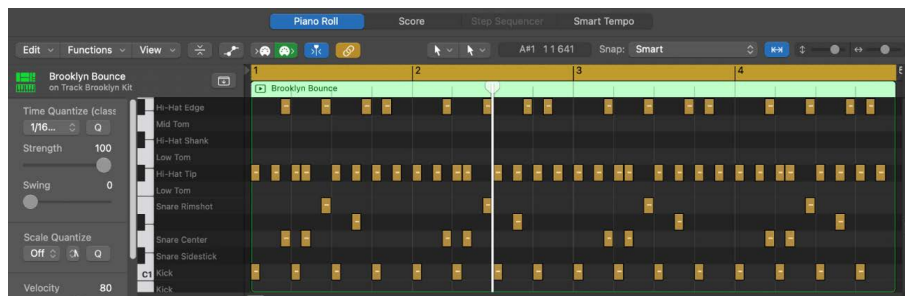 Piano Roll Score Step Sequencer Smart Tempo
Edit Functions View A#1 1 1 641 Snap: Smart
Brooklyn Bounce
on Track Brooklyn Kit
1 2 3 4
Brooklyn Bounce
Time Quantize (class
1/16... Q
Strength 100
Swing 0
Scale Quantize
Off Q
Velocity 80
Hi-Hat Edge
Mid Tom
Hi-Hat Shank
Low Tom
Hi-Hat Tip
Low Tom
Snare Rimshot
Snare Center
Snare Sidestick
C1 Kick
Kick